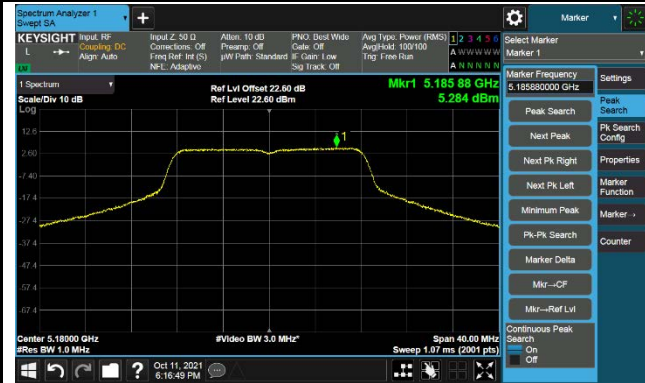 Spectrum Analyzer 1
Swept SA
+
Marker
KEYSIGHT
L
Input: RF
Coupling: DC
Align: Auto
Input Z: 50 Ω
Corrections: Off
Freq Ref: Int (S)
NFE: Adaptive
Atten: 10 dB
Preamp: Off
µW Path: Standard
PNO: Best Wide
Gate: Off
IF Gain: Low
Sig Track: Off
Avg Type: Power (RMS)
Avg|Hold: 100/100
Trig: Free Run
1 2 3 4 5 6
A W W W W W
A N N N N N
Select Marker
Marker 1
1 Spectrum
Scale/Div 10 dB
Log
Ref Lvl Offset 22.60 dB
Ref Level 22.60 dBm
Mkr1 5.185 88 GHz
5.284 dBm
12.6
2.60
-7.40
-17.4
-27.4
-37.4
-47.4
-57.4
-67.4
1
Center 5.18000 GHz
#Res BW 1.0 MHz
#Video BW 3.0 MHz*
Span 40.00 MHz
Sweep 1.07 ms (2001 pts)
Marker Frequency
5.185880000 GHz
Peak Search
Next Peak
Next Pk Right
Next Pk Left
Minimum Peak
Pk-Pk Search
Marker Delta
Mkr→CF
Mkr→Ref Lvl
Continuous Peak
Search
On
Off
Settings
Peak
Search
Pk Search
Config
Properties
Marker
Function
Marker→
Counter
?
Oct 11, 2021
6:16:49 PM